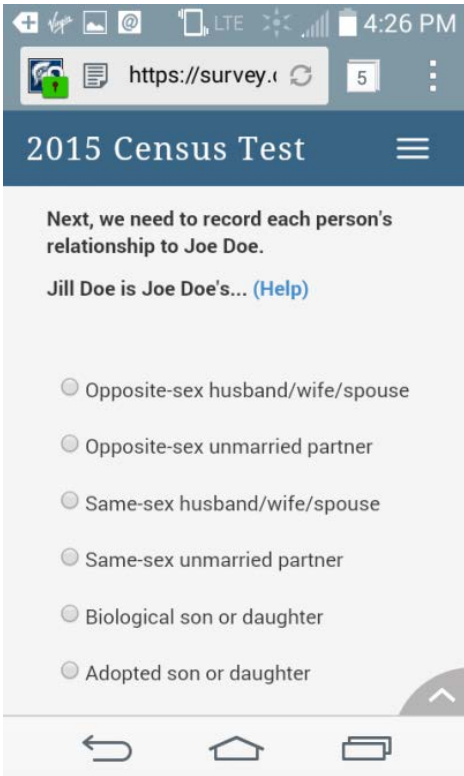 Virgin @ LTE 4:26 PM
https://survey.c 5
2015 Census Test
Next, we need to record each person's
relationship to Joe Doe.
Jill Doe is Joe Doe's... (Help)
Opposite-sex husband/wife/spouse
Opposite-sex unmarried partner
Same-sex husband/wife/spouse
Same-sex unmarried partner
Biological son or daughter
Adopted son or daughter